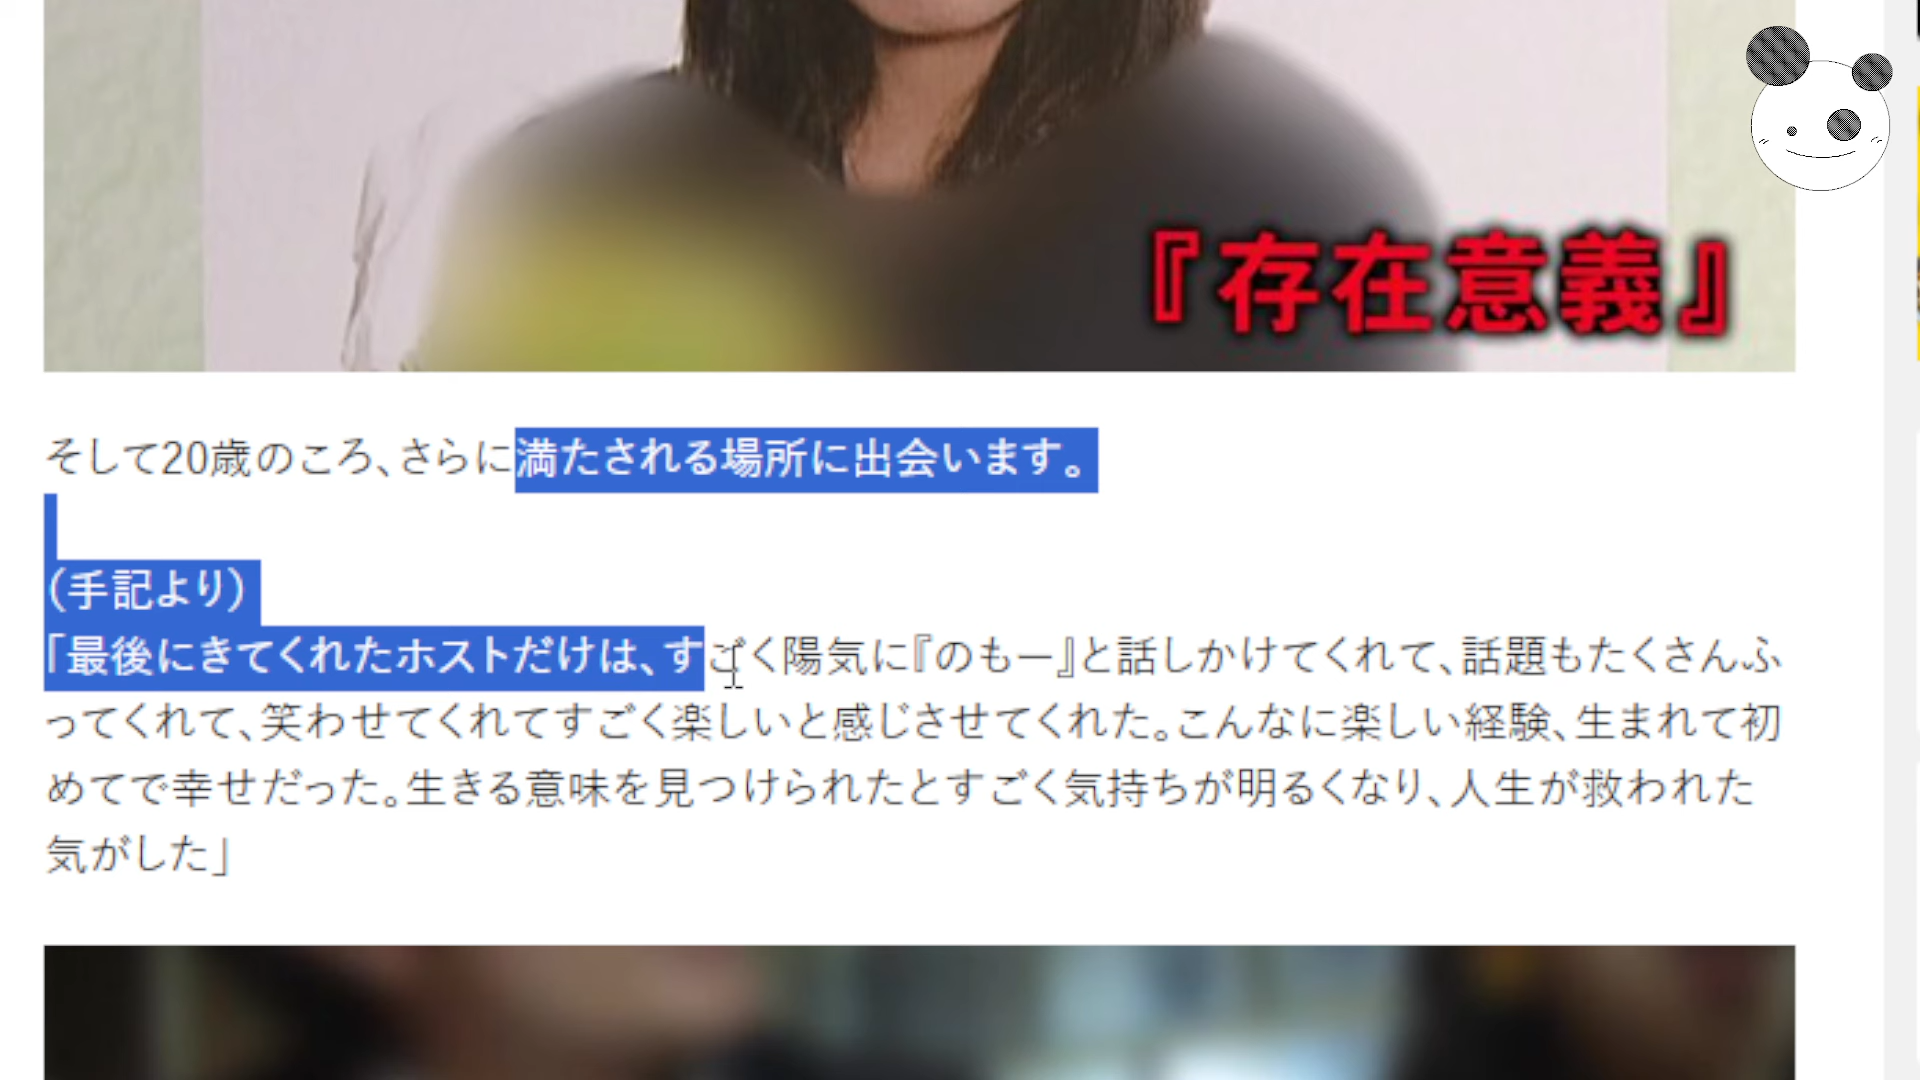 『存在意義』
そして20歳のころ、さらに満たされる場所に出会います。
(手記より)
「最後にきてくれたホストだけは、すごく陽気に『のもー』と話しかけてくれて、話題もたくさんふ
ってくれて、笑わせてくれてすごく楽しいと感じさせてくれた。こんなに楽しい経験、生まれて初
めてで幸せだった。生きる意味を見つけられたとすごく気持ちが明るくなり、人生が救われた
気がした」